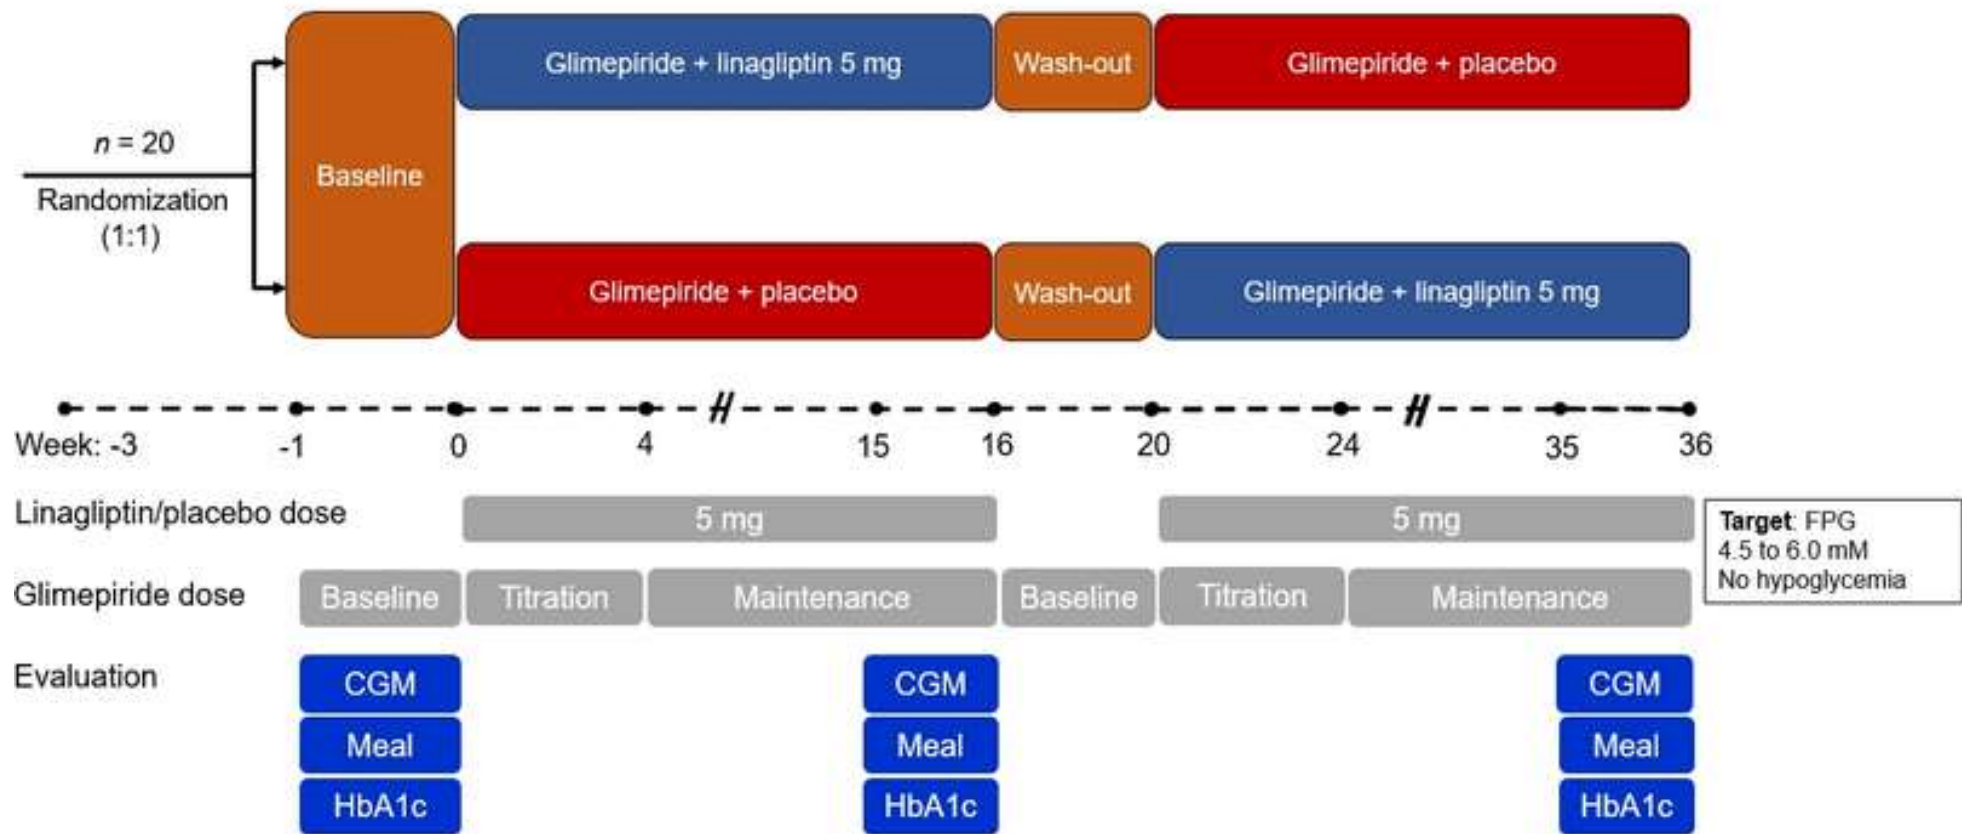 Glimepiride + linagliptin 5 mg
Wash-out
Glimepiride + placebo
n = 20
Randomization
(1:1)
Baseline
Glimepiride + placebo
Wash-out
Glimepiride + linagliptin 5 mg
Week: -3 -1 0 4 15 16 20 24 35 36
Linagliptin/placebo dose
5 mg
5 mg
Target: FPG
4.5 to 6.0 mM
No hypoglycemia
Glimepiride dose
Baseline
Titration
Maintenance
Baseline
Titration
Maintenance
Evaluation
CGM
CGM
CGM
Meal
Meal
Meal
HbA1c
HbA1c
HbA1c